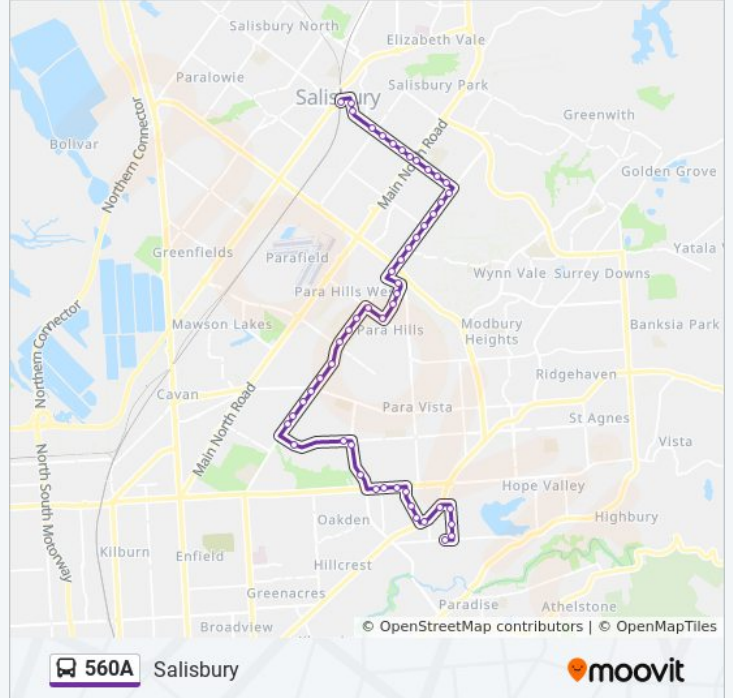 Salisbury North
Elizabeth Vale
Paralowie
Salisbury Park
Salisbury
Greenwith
Bolivar
Northern Connector
Main North Road
Golden Grove
Greenfields
Parafield
Yatala V
Wynn Vale
Surrey Downs
Para Hills We
Northern Connector
Mawson Lakes
Para Hills
Modbury
Heights
Banksia Park
Ridgehaven
Cavan
Para Vista
St Agnes
Main North Road
Vista
North South Motorway
Hope Valley
Oakden
Highbury
Kilburn
Enfield
Hillcrest
Greenacres
Paradise
Athelstone
Broadview
© OpenStreetMap contributors | © OpenMapTiles
560A Salisbury
moovit